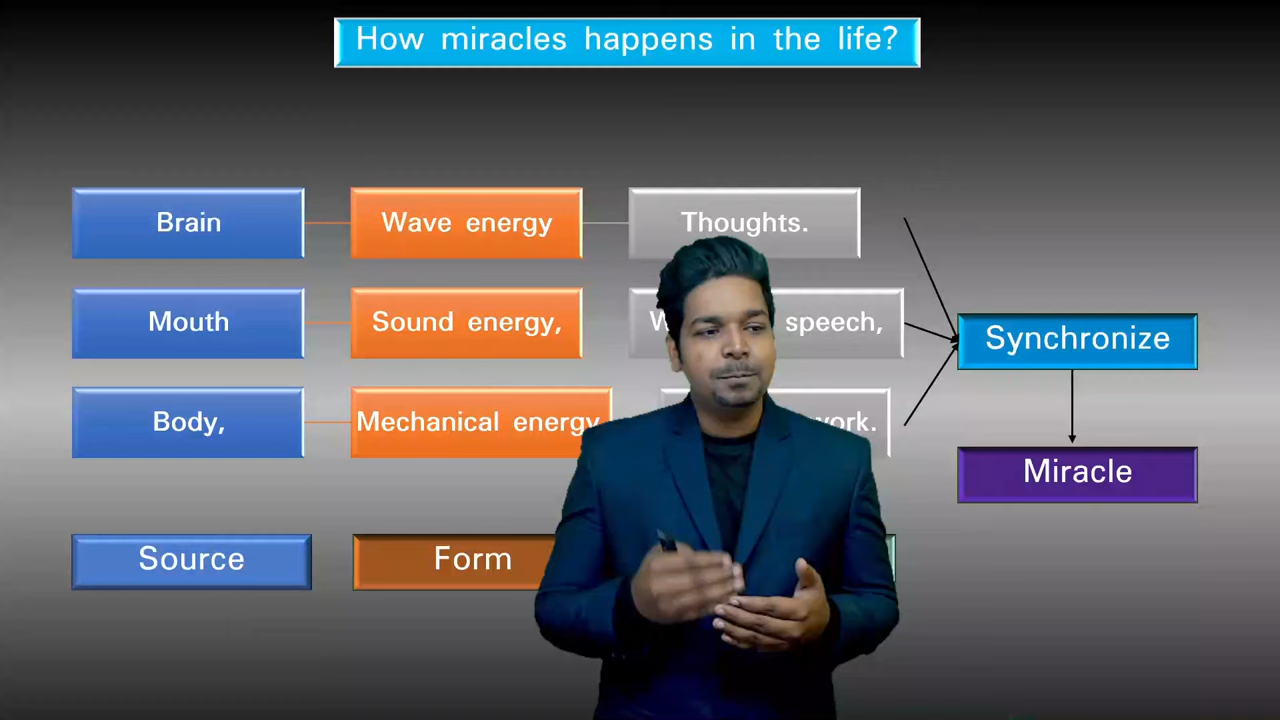 How miracles happens in the life?
Brain Wave energy Thoughts.
Mouth Sound energy, speech,
Body, Mechanical energy
Synchronize
Miracle
Source Form